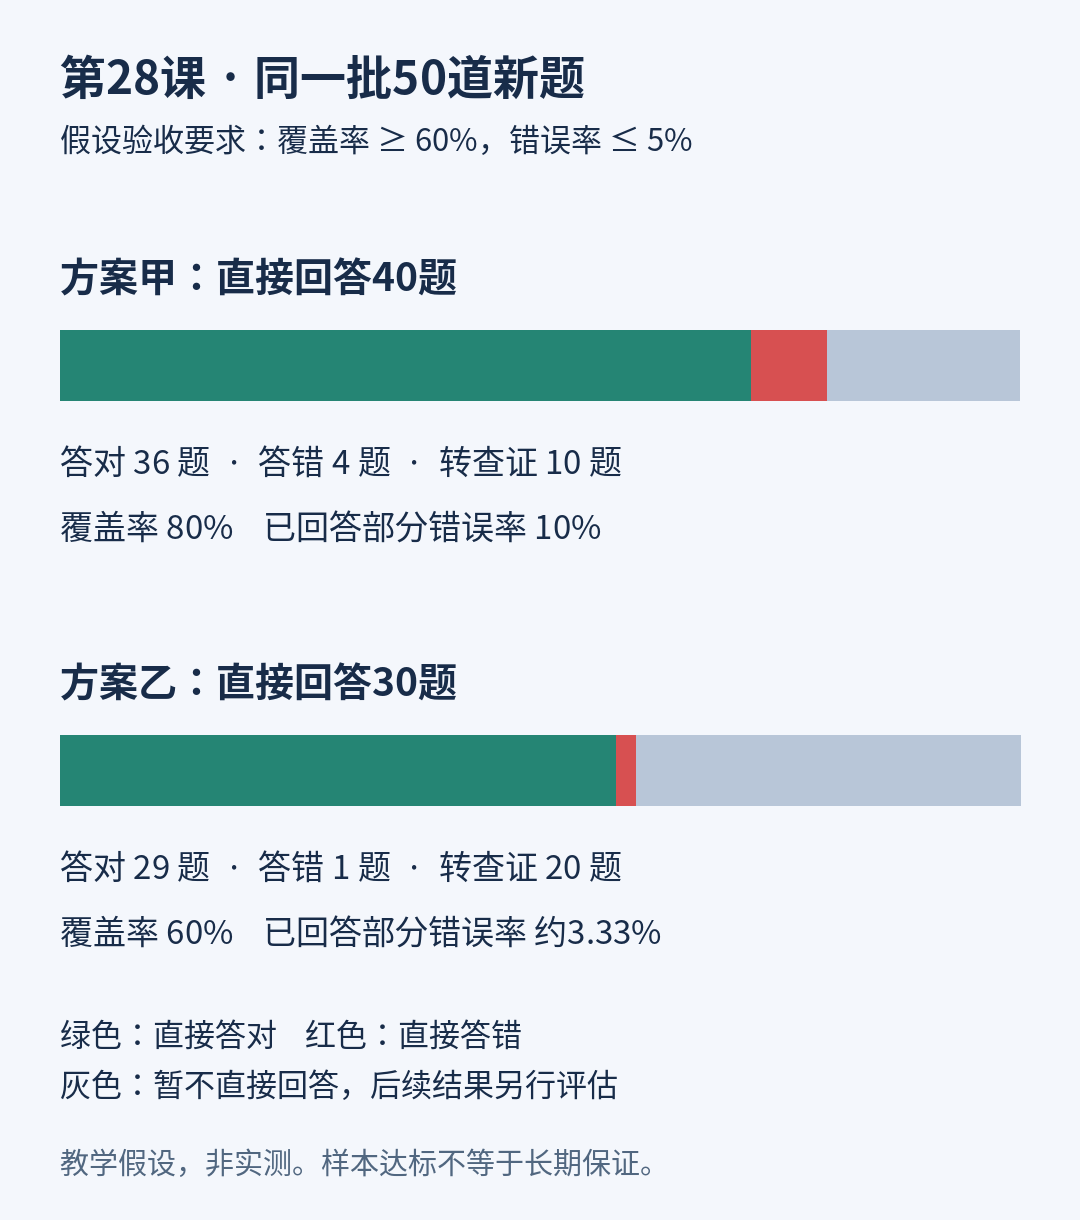 第28课 · 同一批50道新题
假设验收要求：覆盖率 ≥ 60%，错误率 ≤ 5%
方案甲：直接回答40题
答对 36 题 · 答错 4 题 · 转查证 10 题
覆盖率 80% 已回答部分错误率 10%
方案乙：直接回答30题
答对 29 题 · 答错 1 题 · 转查证 20 题
覆盖率 60% 已回答部分错误率 约3.33%
绿色：直接答对 红色：直接答错
灰色：暂不直接回答，后续结果另行评估
教学假设，非实测。样本达标不等于长期保证。